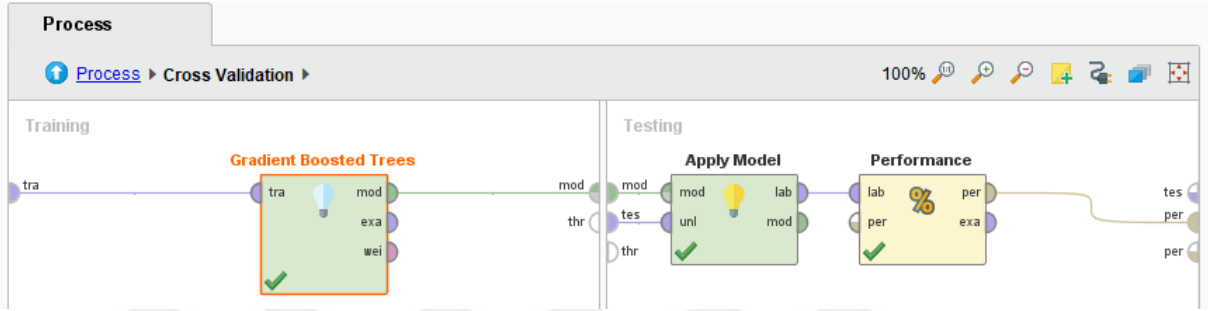 Process
Process ▸ Cross Validation ▸
100%
Training
Testing
Gradient Boosted Trees
Apply Model
Performance
tra
tra
mod
exa
wei
mod
thr
mod
tes
thr
mod
unl
lab
mod
lab
per
%
per
exa
tes
per
per